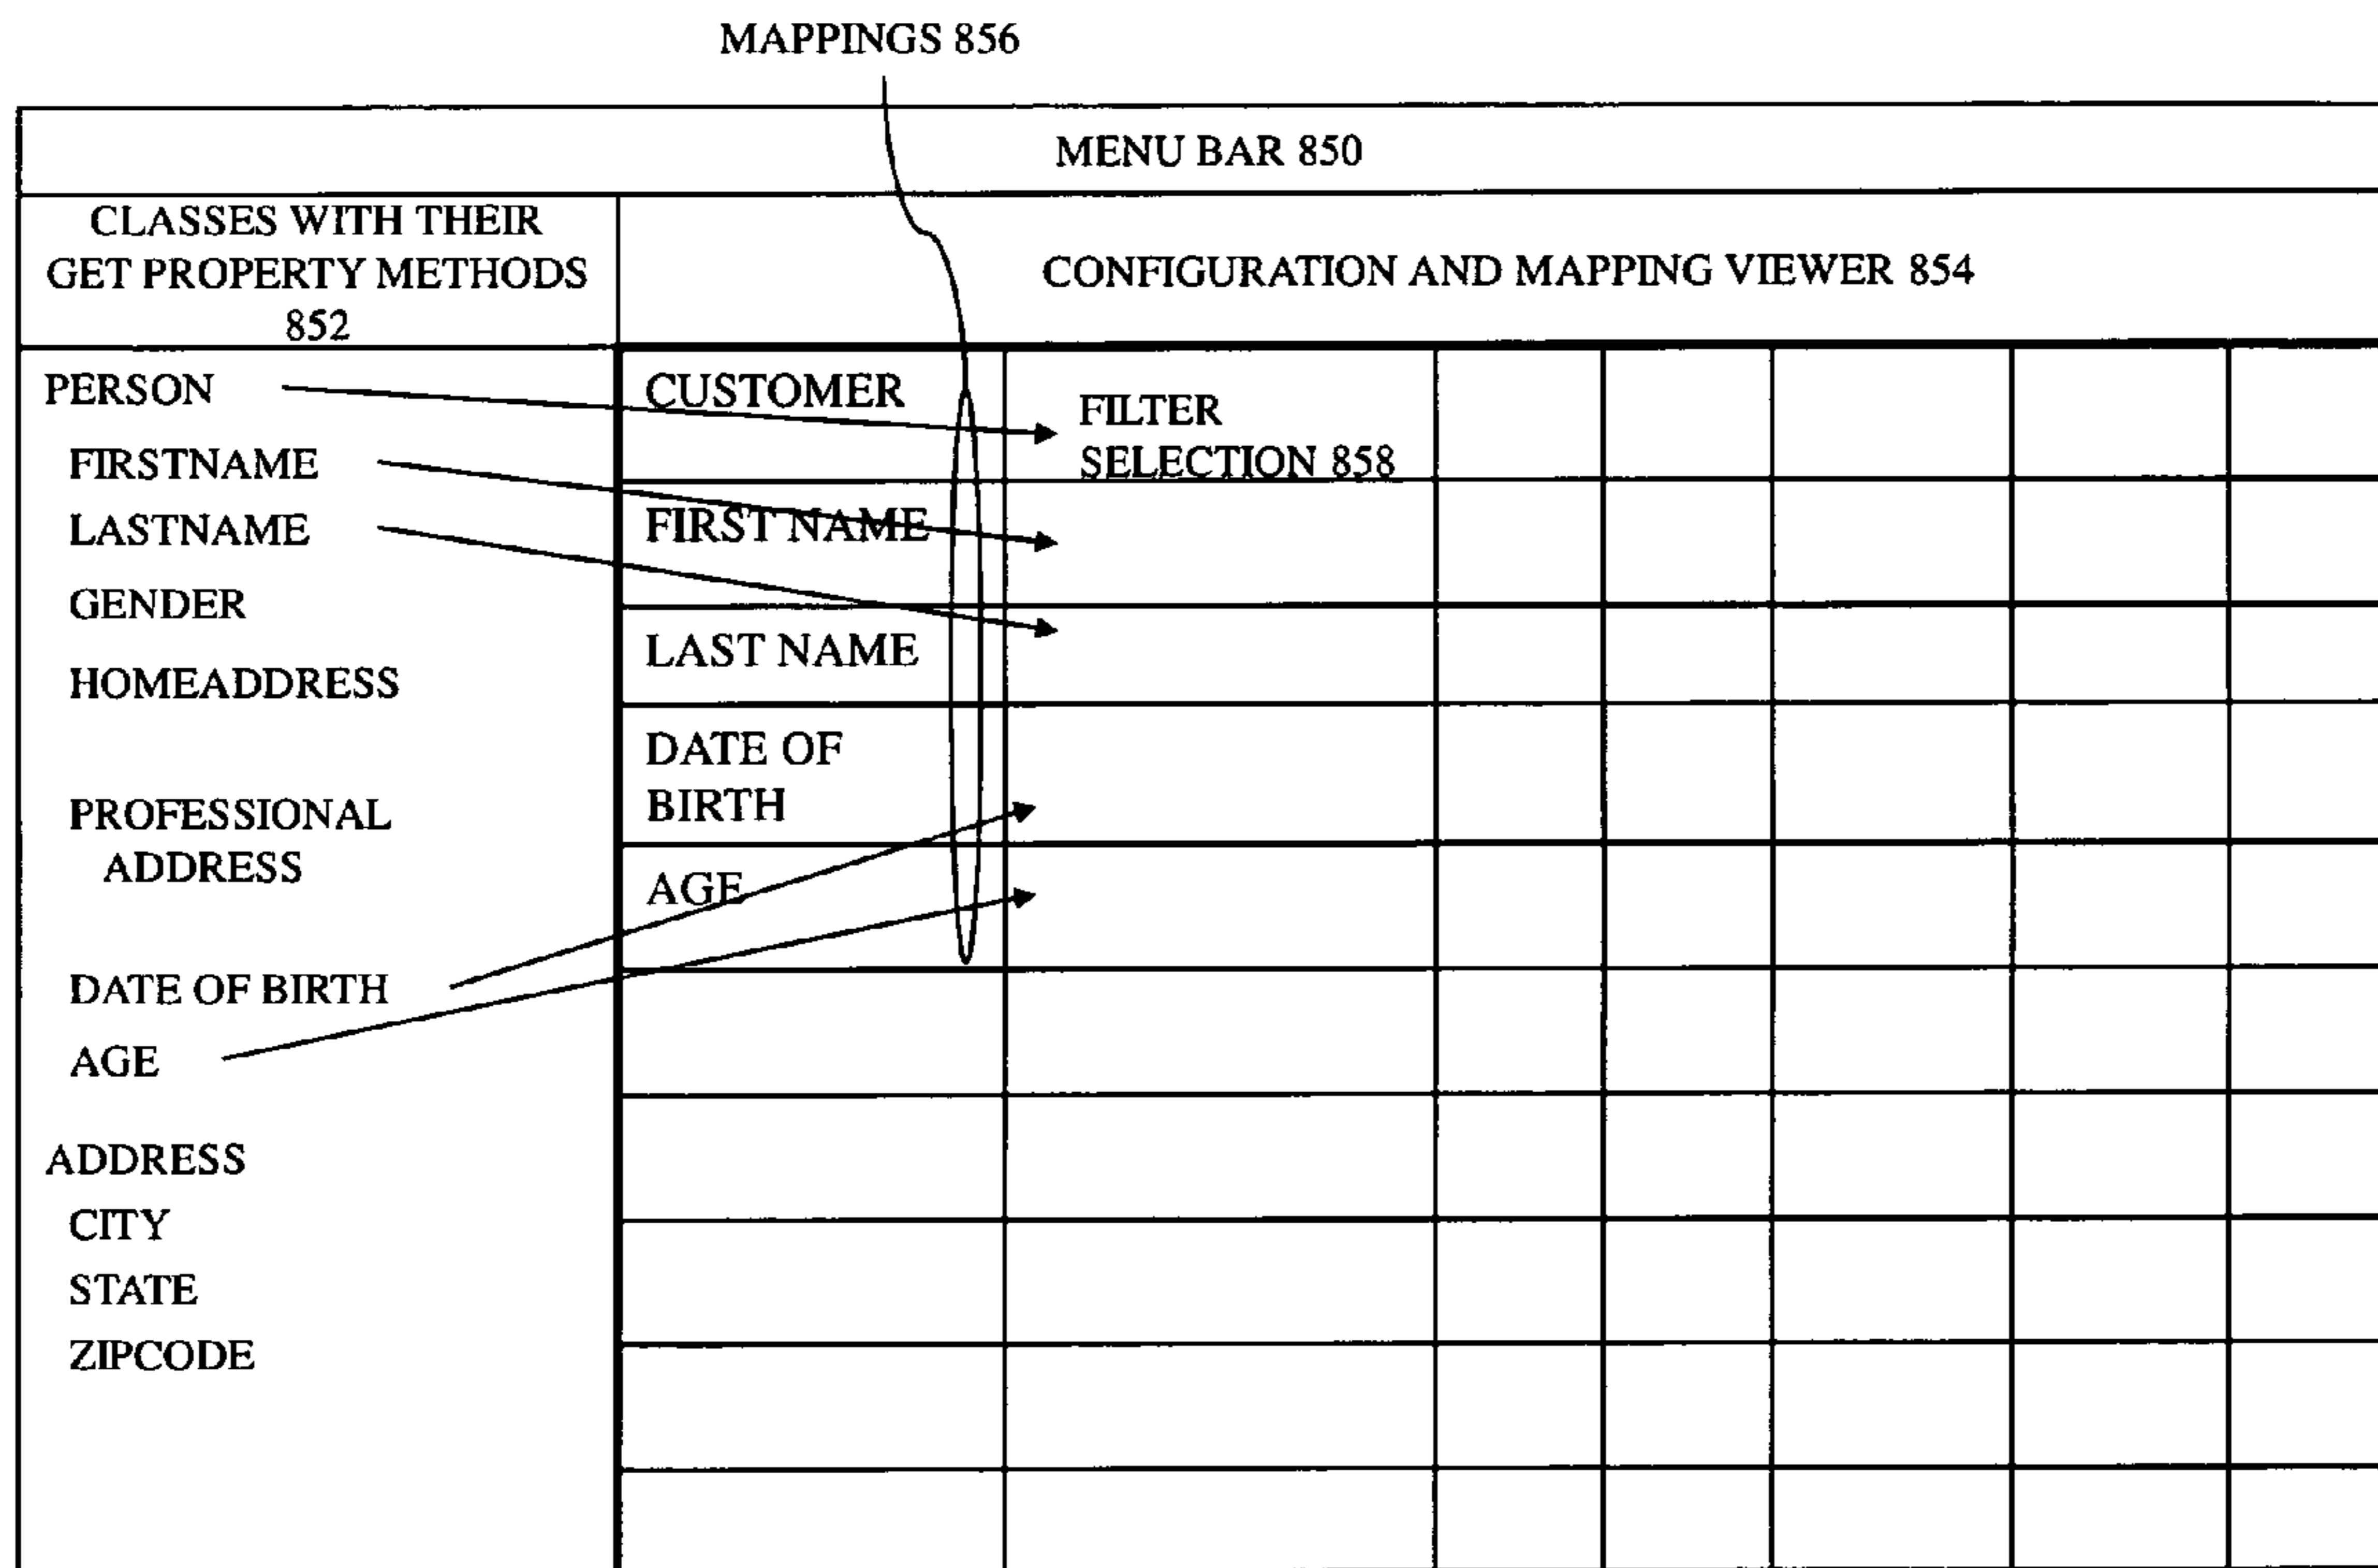 MAPPINGS 856
MENU BAR 850
CLASSES WITH THEIR
GET PROPERTY METHODS
852
CONFIGURATION AND MAPPING VIEWER 854
PERSON
FIRSTNAME
LASTNAME
GENDER
HOMEADDRESS
PROFESSIONAL
ADDRESS
DATE OF BIRTH
AGE
ADDRESS
CITY
STATE
ZIPCODE
CUSTOMER
FILTER
SELECTION 858
FIRST NAME
LAST NAME
DATE OF
BIRTH
AGE